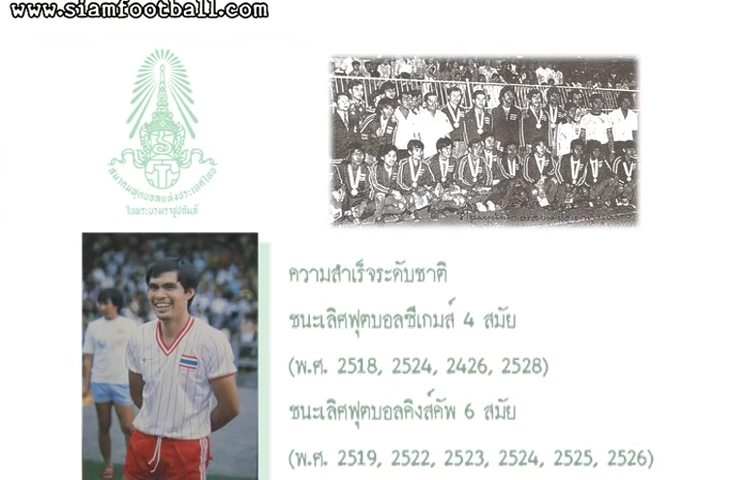 www.siamfootball.com
สมาคมฟุตบอลแห่งประเทศไทย
ในพระบรมราชูปถัมภ์
ความสำเร็จระดับชาติ
ชนะเลิศฟุตบอลซีเกมส์ 4 สมัย
(พ.ศ. 2518, 2524, 2426, 2528)
ชนะเลิศฟุตบอลคิงส์คัพ 6 สมัย
(พ.ศ. 2519, 2522, 2523, 2524, 2525, 2526)